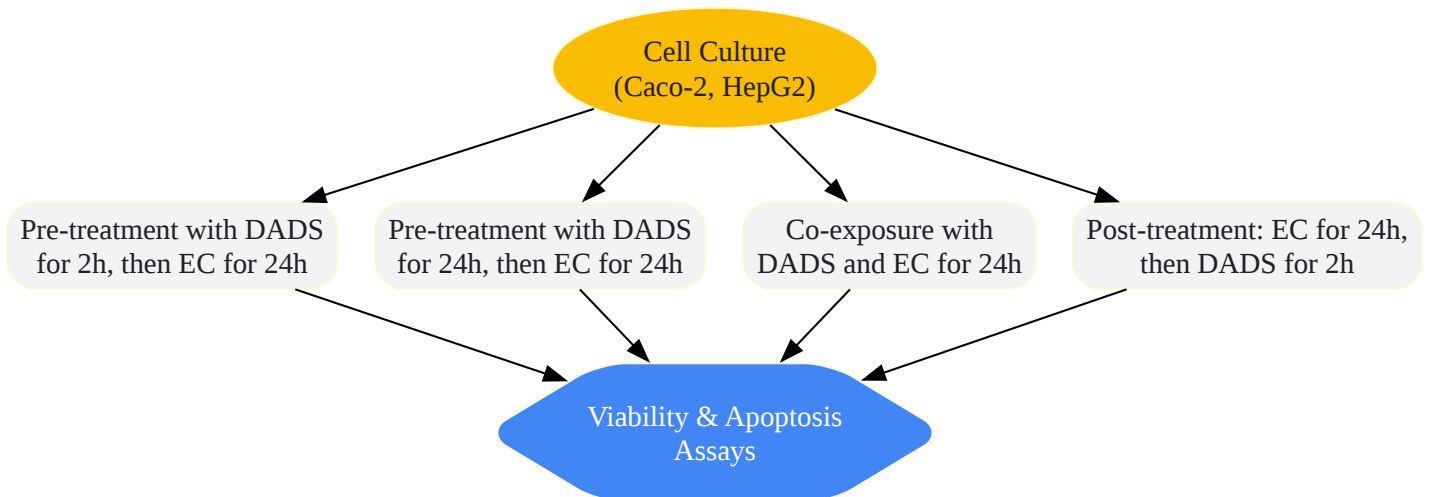 Cell Culture
(Caco-2, HepG2)
Pre-treatment with DADS
for 2h, then EC for 24h
Pre-treatment with DADS
for 24h, then EC for 24h
Co-exposure with
DADS and EC for 24h
Post-treatment: EC for 24h,
then DADS for 2h
Viability & Apoptosis
Assays